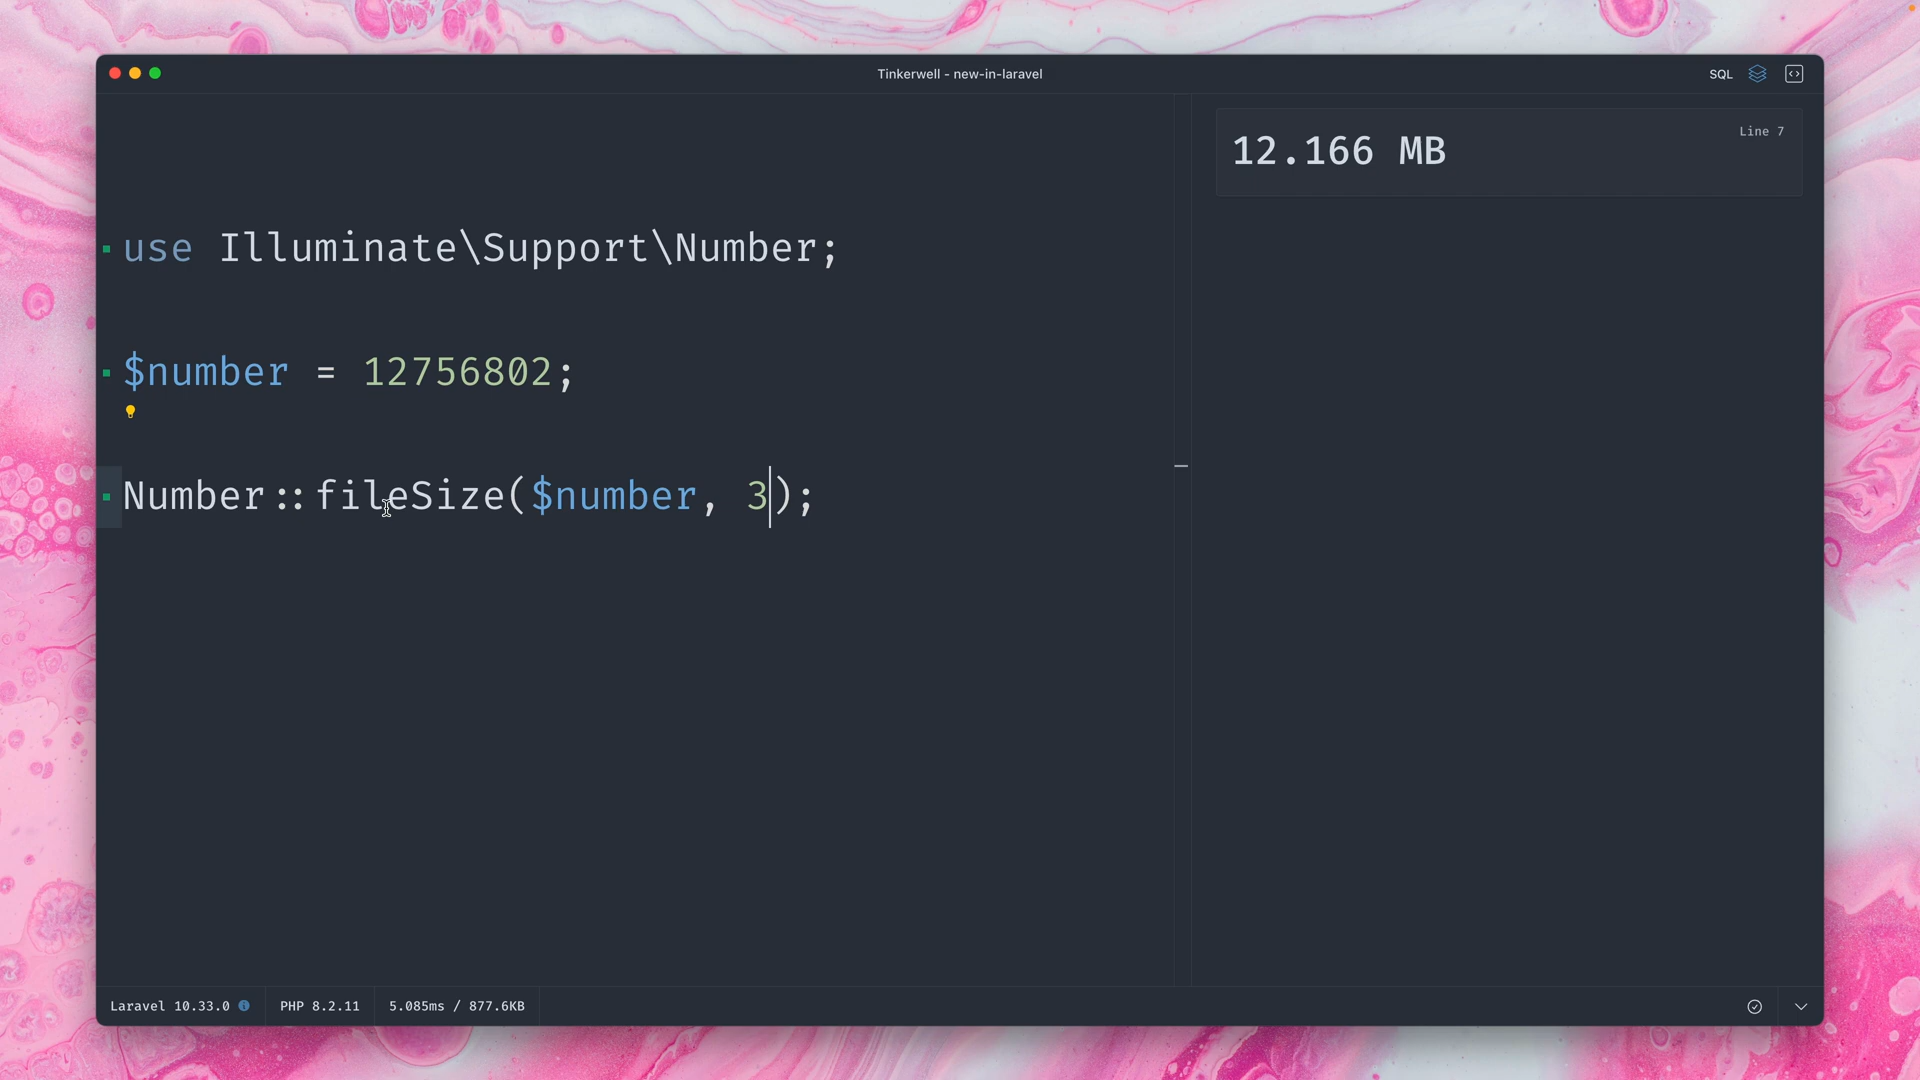 Tinkerwell - new-in-laravel
SQL
use Illuminate\Support\Number;
$number = 12756802;
Number::fileSize($number, 3);
12.166 MB
Line 7
Laravel 10.33.0
PHP 8.2.11
5.085ms / 877.6KB